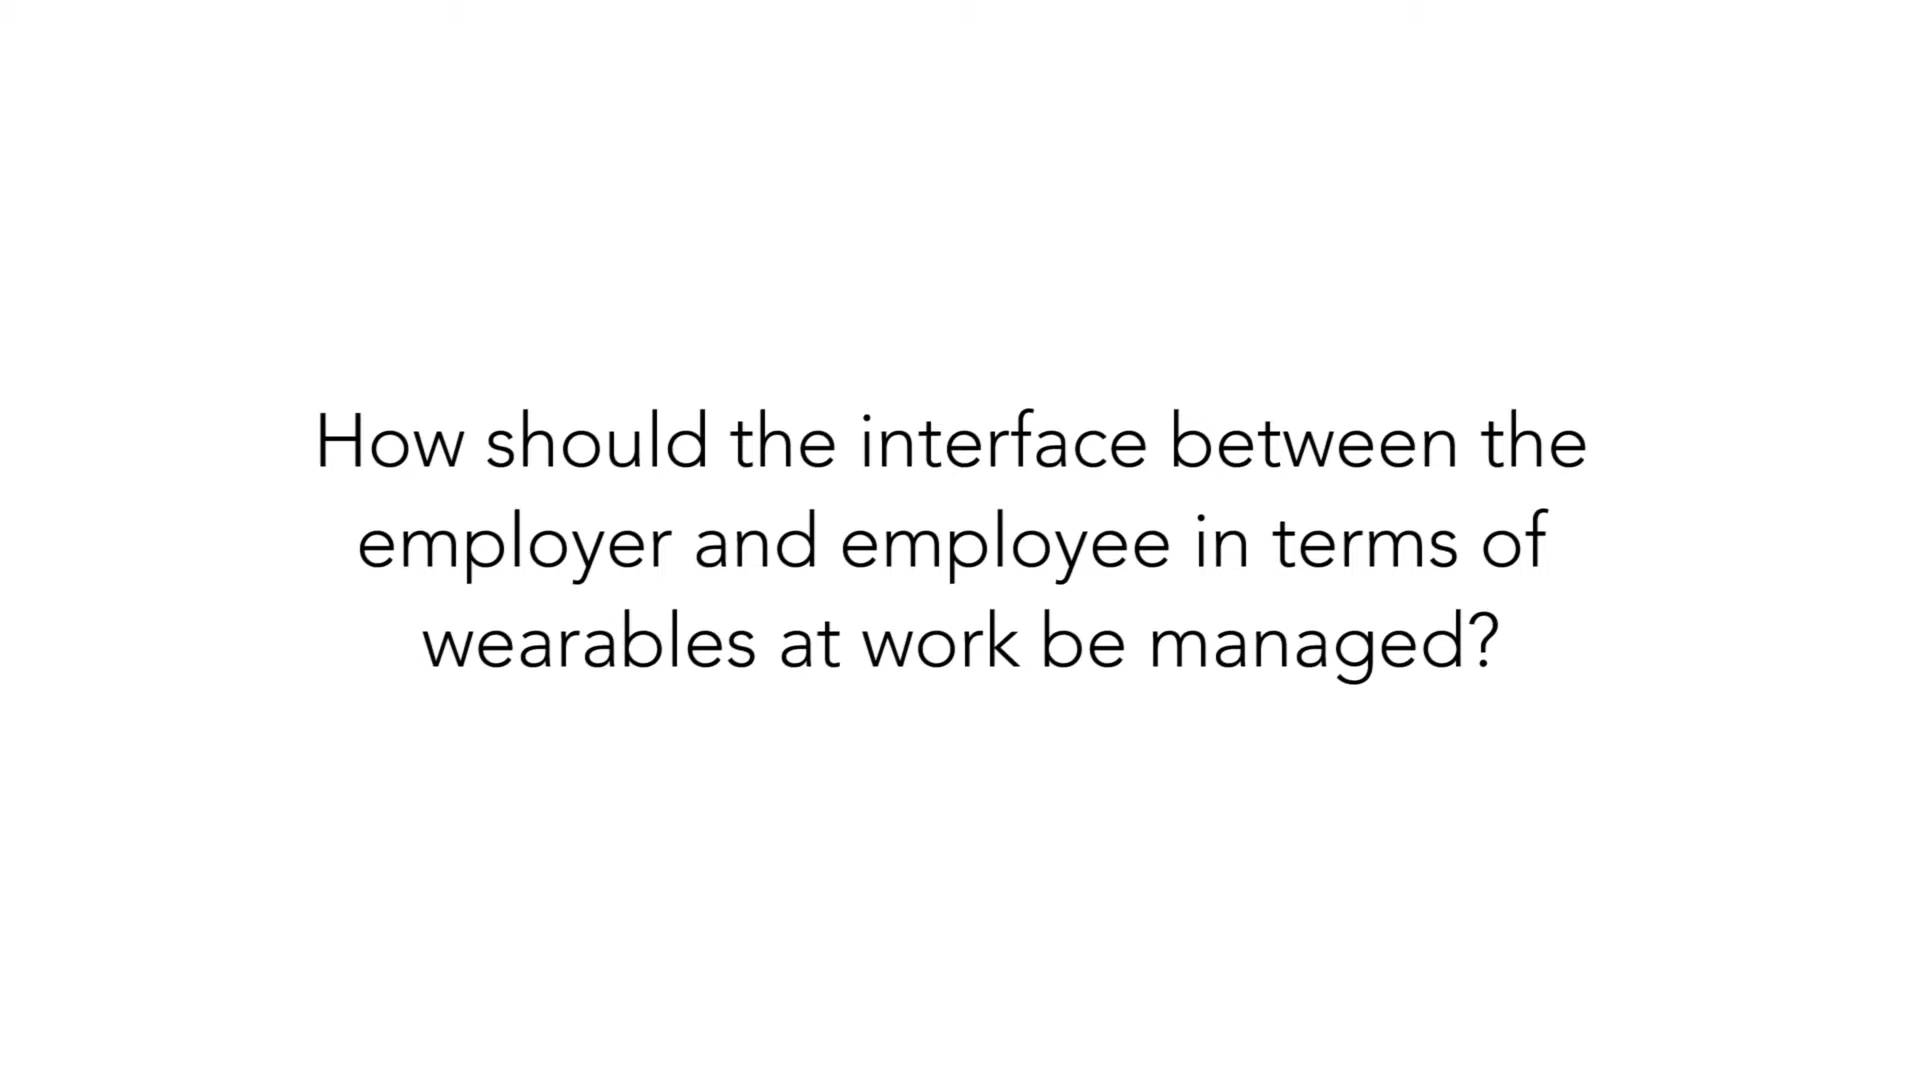 How should the interface between the
employer and employee in terms of
wearables at work be managed?